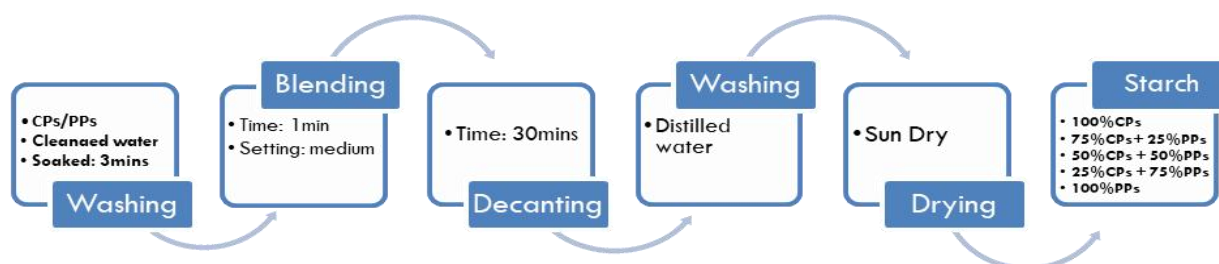 • CPs/PPs
• Cleanaed water
• Soaked: 3mins
Washing
Blending
• Time: 1min
• Setting: medium
• Time: 30mins
Decanting
Washing
• Distilled
water
• Sun Dry
Drying
Starch
• 100%CPs
• 75%CPs+ 25%PPs
• 50%CPs + 50%PPs
• 25%CPs + 75%PPs
• 100%PPs